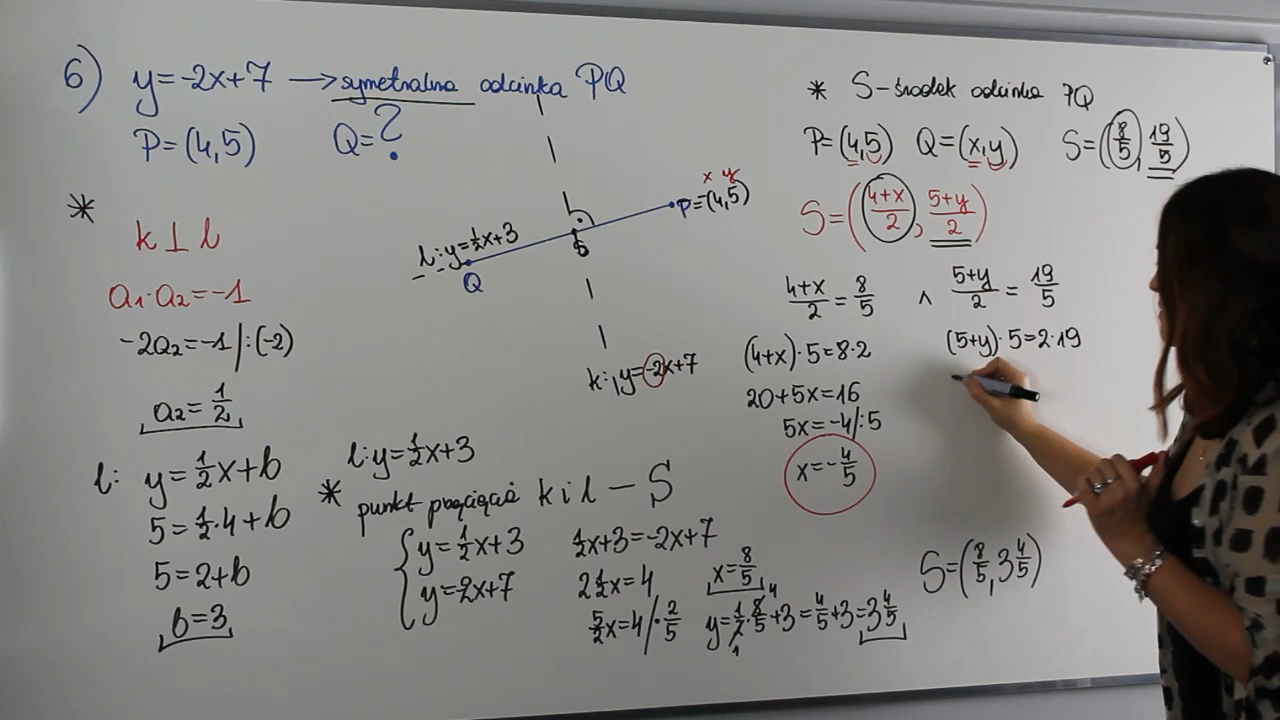 6) y=-2x+7 → symetralna odcinka PQ
P=(4,5) Q=?
*
k⊥l
a₁·a₂=-1
-2a₂=-1/:(-2)
a₂=1/2
l: y=1/2x+b
5=1/2·4+b
5=2+b
b=3
x y
P=(4,5)
l:y=1/2x+3
S
Q
k: y=-2x+7
l:y=1/2x+3
* punkt przecięcia k i l - S
{y=1/2x+3
y=-2x+7
1/2x+3=-2x+7
2 1/2x=4
5/2x=4/·2/5
x=8/5
y=1/2·8/5+3=4/5+3=3 4/5
4
1
* S-środek odcinka PQ
P=(4,5) Q=(x,y) S=(8/5, 19/5)
S=(4+x/2, 5+y/2)
4+x/2=8/5 ∧ 5+y/2=19/5
(4+x)·5=8·2
20+5x=16
5x=-4/:5
x=-4/5
(5+y)·5=2·19
S=(8/5, 3 4/5)